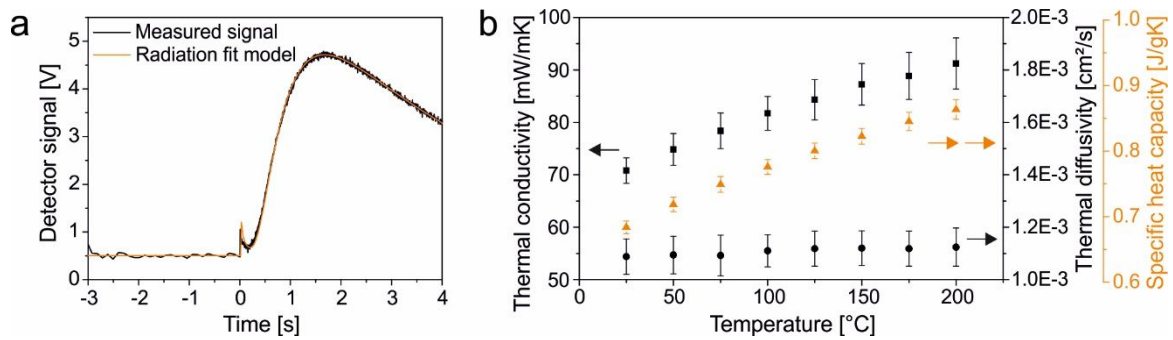 a
Measured signal
Radiation fit model
Detector signal [V]
5
4
3
2
1
0
-3
-2
-1
0
1
2
3
4
Time [s]
b
Thermal conductivity [mW/mK]
100
90
80
70
60
50
0
50
100
150
200
Temperature [°C]
2.0E-3
1.8E-3
1.6E-3
1.4E-3
1.2E-3
1.0E-3
Thermal diffusivity [cm²/s]
1.0
0.9
0.8
0.7
0.6
Specific heat capacity [J/gK]